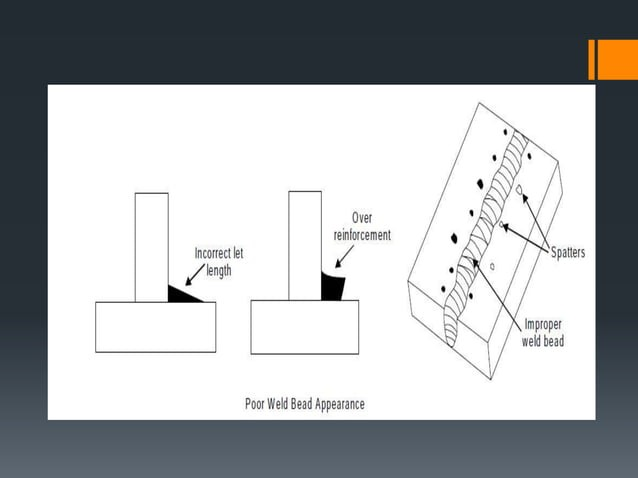 Incorrect let
length
Over
reinforcement
Spatters
Improper
weld bead
Poor Weld Bead Appearance